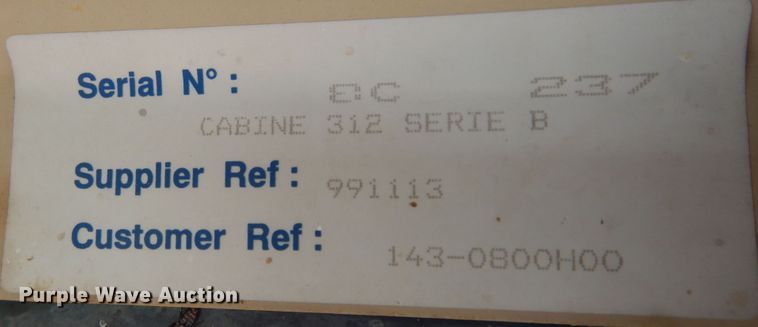 Serial N° : 8C 237
CABINE 312 SERIE B
Supplier Ref : 991113
Customer Ref : 143-0800H00
Purple Wave Auction